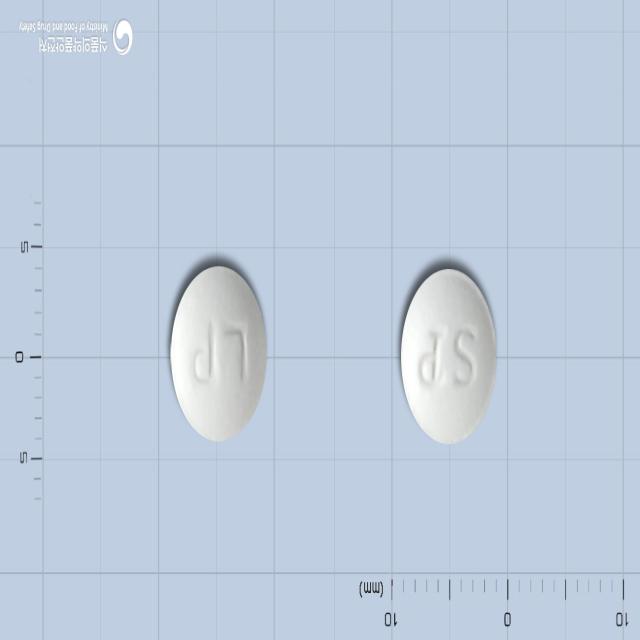 10 0 10
(mm)
5
SP
LP
0
5
식품의약품안전처
Ministry of Food and Drug Safety